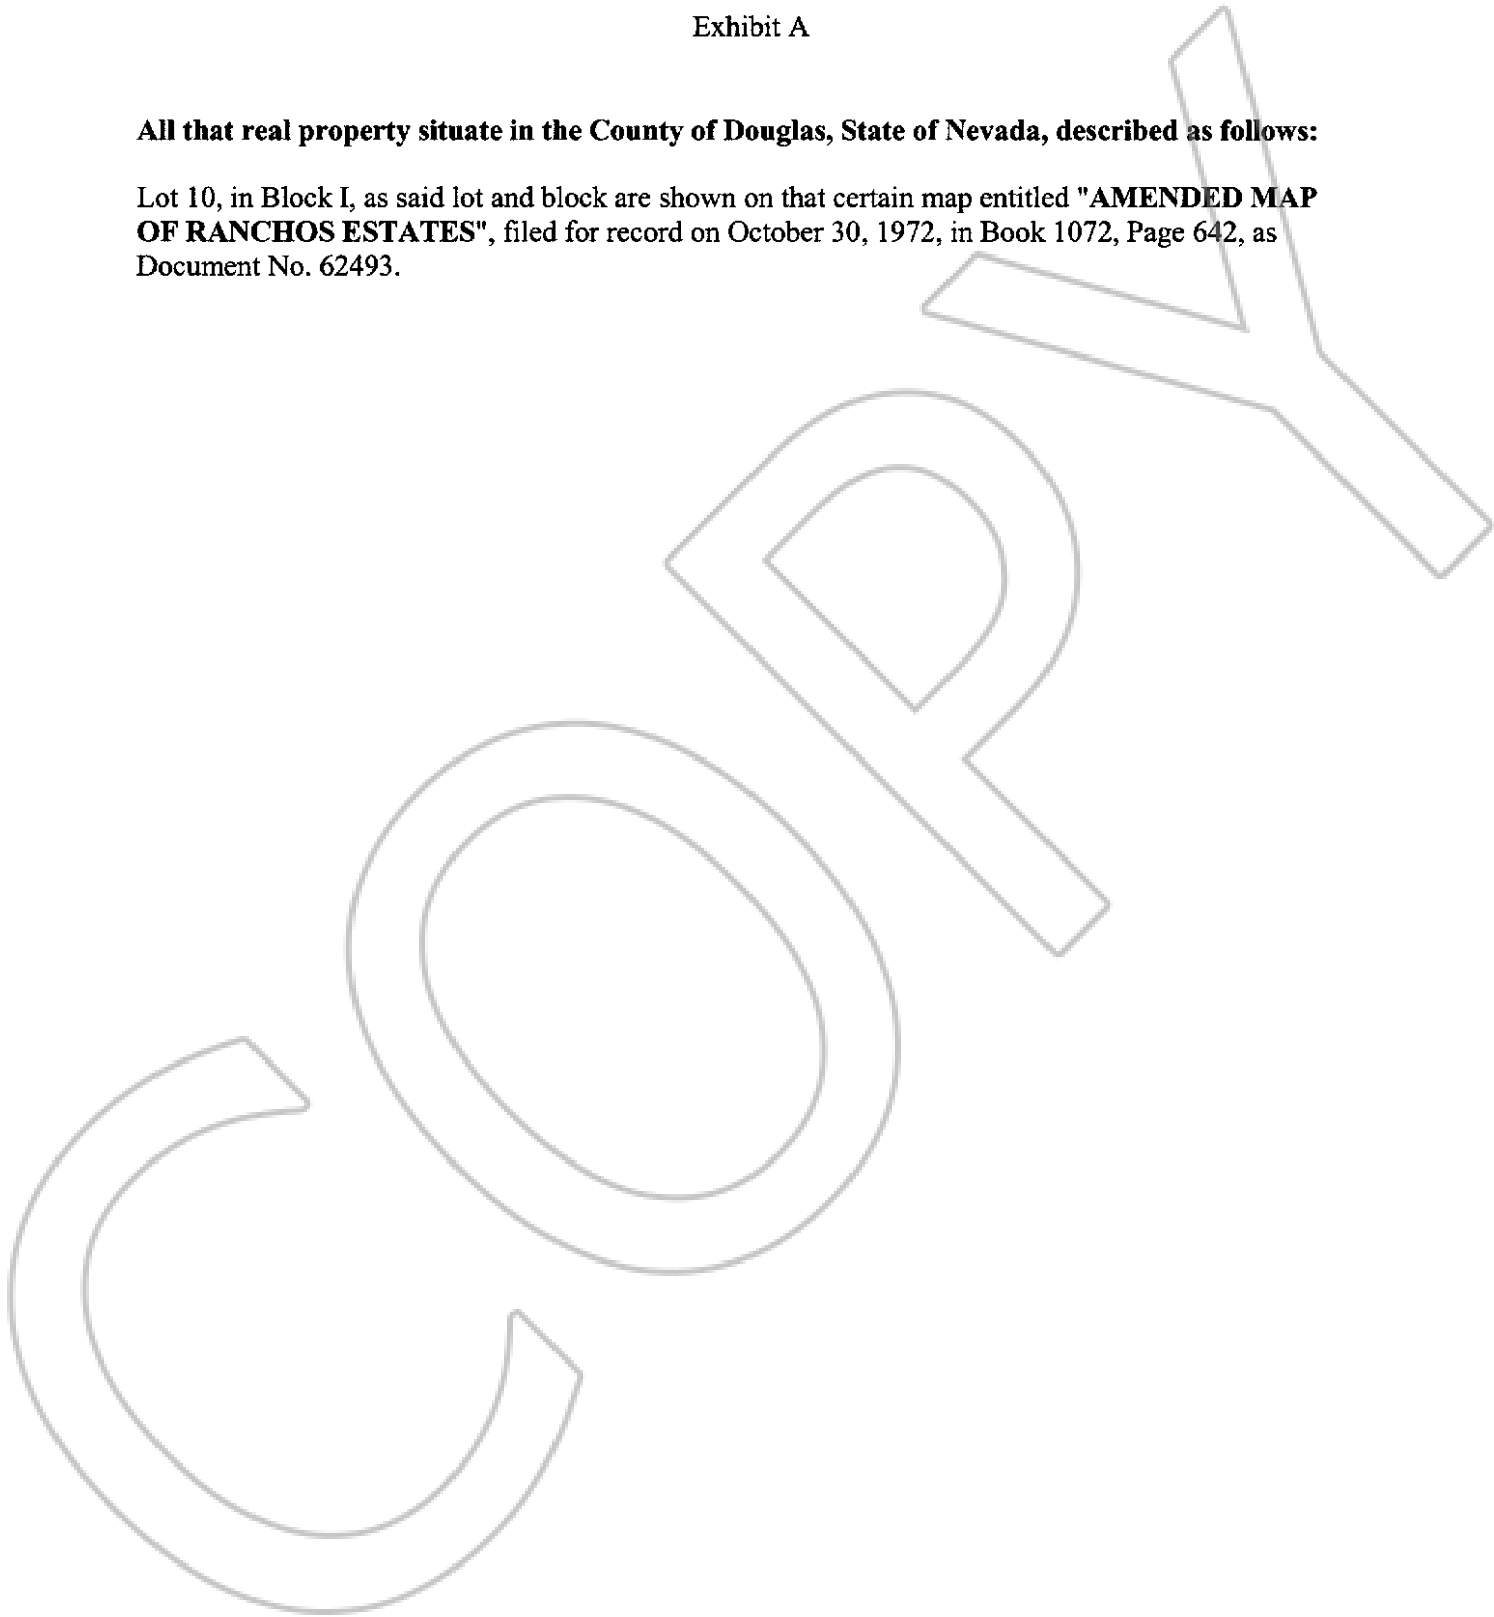 Exhibit A
All that real property situate in the County of Douglas, State of Nevada, described as follows:
Lot 10, in Block I, as said lot and block are shown on that certain map entitled "AMENDED MAP
OF RANCHOS ESTATES", filed for record on October 30, 1972, in Book 1072, Page 642, as
Document No. 62493.
COPY